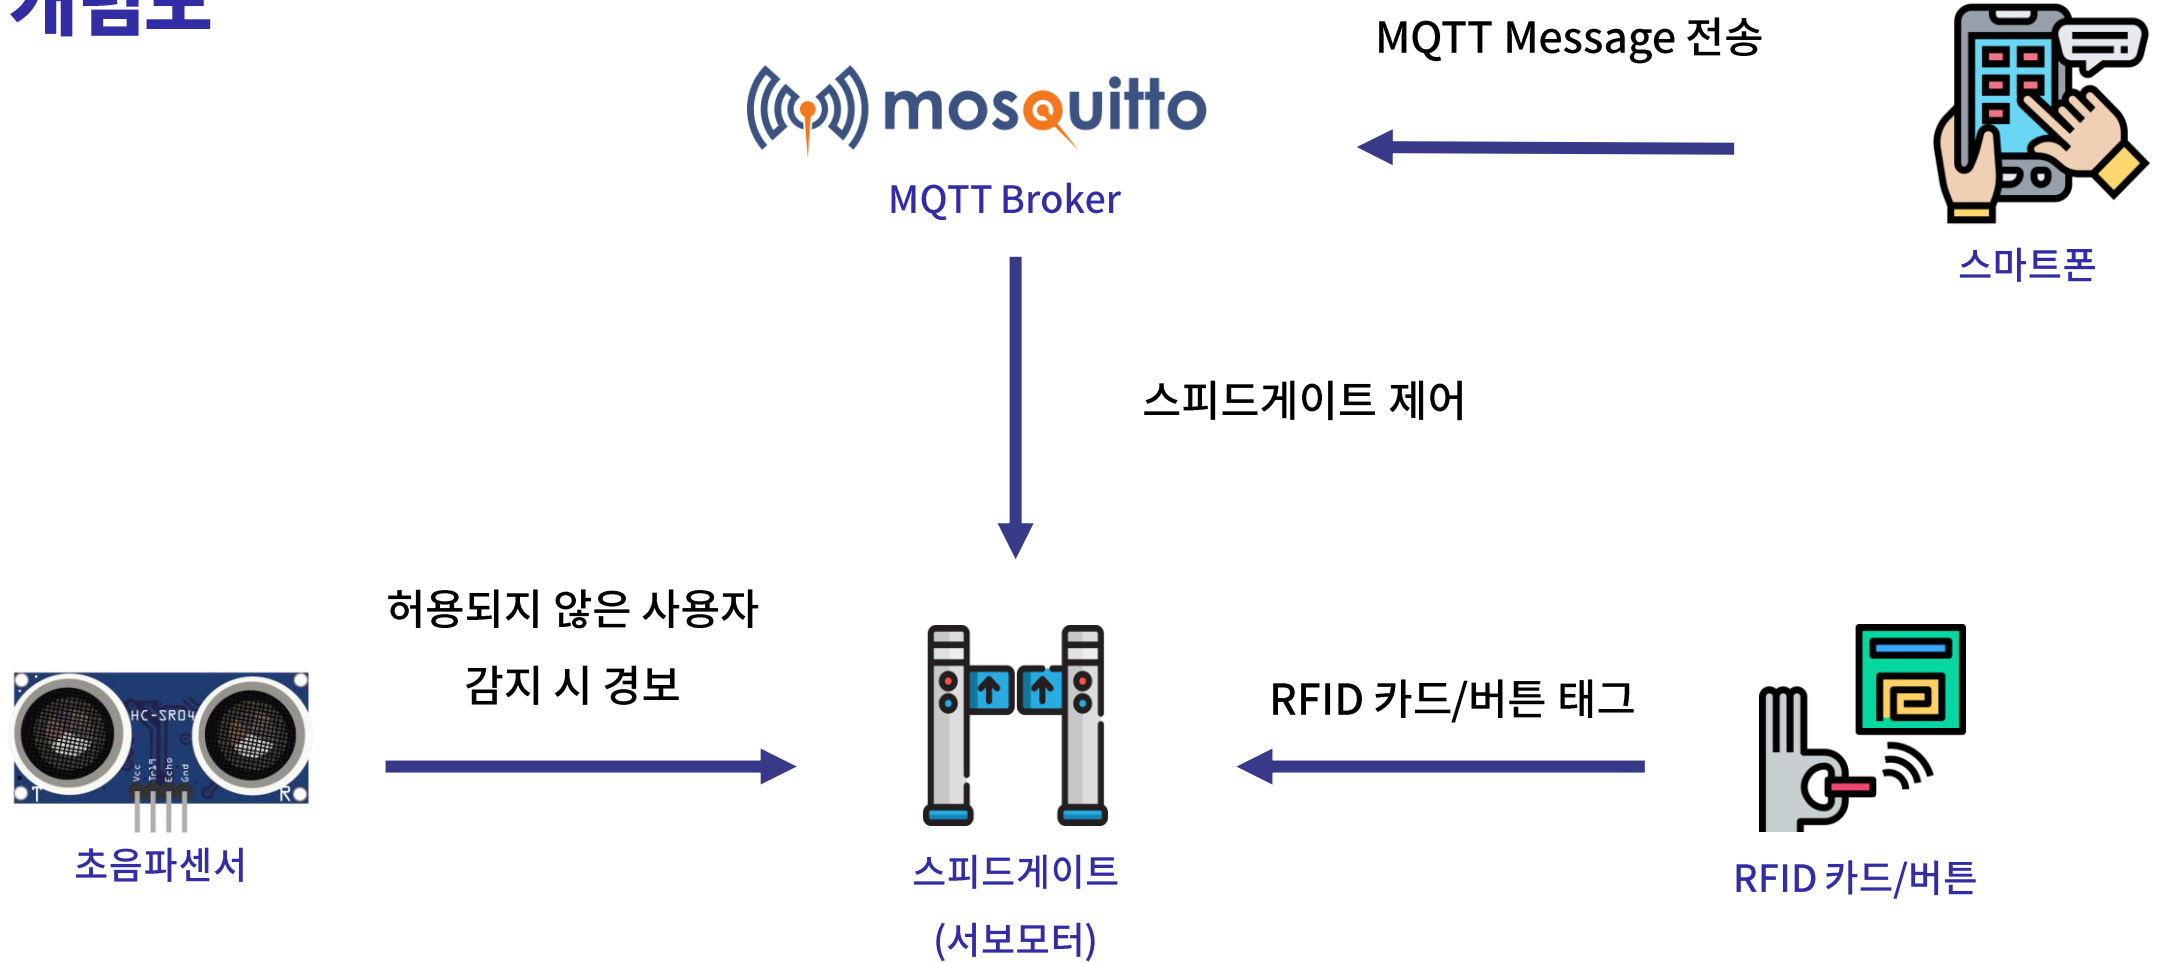 개념도
MQTT Message 전송
mosquitto
MQTT Broker
스마트폰
스피드게이트 제어
허용되지 않은 사용자
감지 시 경보
RFID 카드/버튼 태그
HC-SR04
Vcc
Trig
Echo
Gnd
T
R
초음파센서
스피드게이트
(서보모터)
RFID 카드/버튼